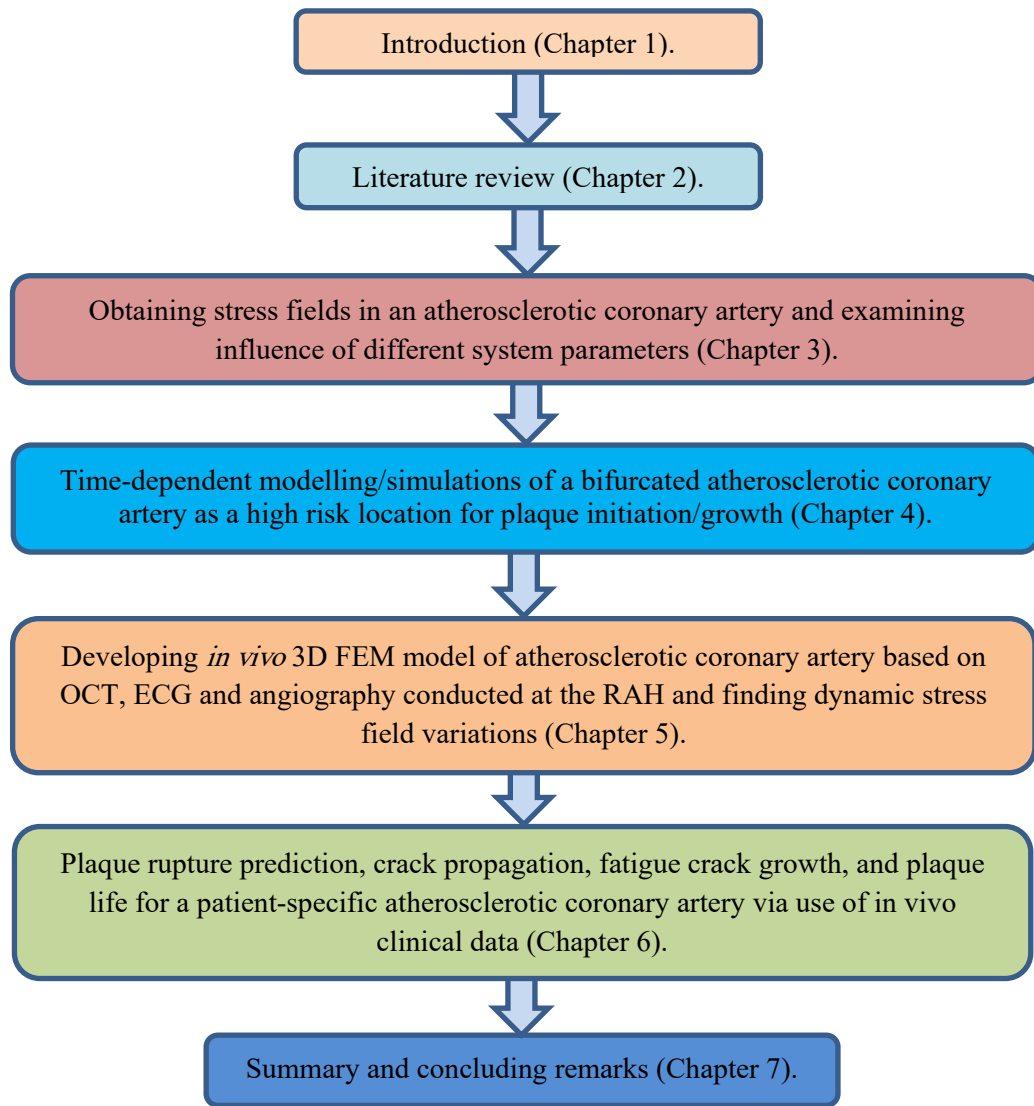 Introduction (Chapter 1).
Literature review (Chapter 2).
Obtaining stress fields in an atherosclerotic coronary artery and examining
influence of different system parameters (Chapter 3).
Time-dependent modelling/simulations of a bifurcated atherosclerotic coronary
artery as a high risk location for plaque initiation/growth (Chapter 4).
Developing in vivo 3D FEM model of atherosclerotic coronary artery based on
OCT, ECG and angiography conducted at the RAH and finding dynamic stress
field variations (Chapter 5).
Plaque rupture prediction, crack propagation, fatigue crack growth, and plaque
life for a patient-specific atherosclerotic coronary artery via use of in vivo
clinical data (Chapter 6).
Summary and concluding remarks (Chapter 7).